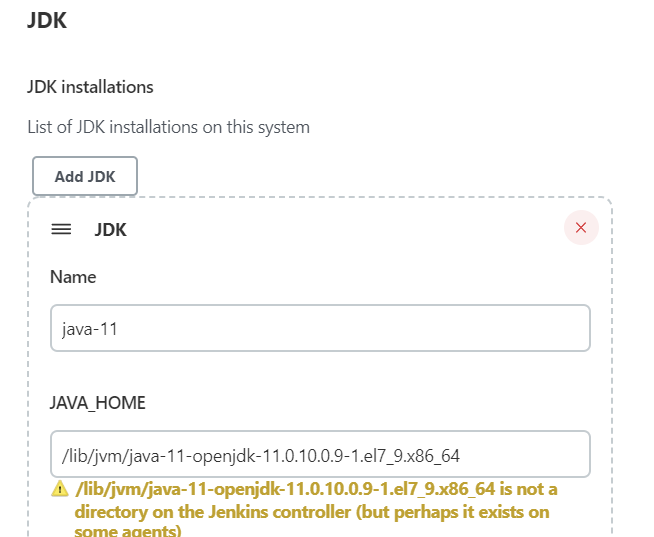 JDK
JDK installations
List of JDK installations on this system
Add JDK
JDK
Name
java-11
JAVA_HOME
/lib/jvm/java-11-openjdk-11.0.10.0.9-1.el7_9.x86_64
/lib/jvm/java-11-openjdk-11.0.10.0.9-1.el7_9.x86_64 is not a
directory on the Jenkins controller (but perhaps it exists on
some agents)